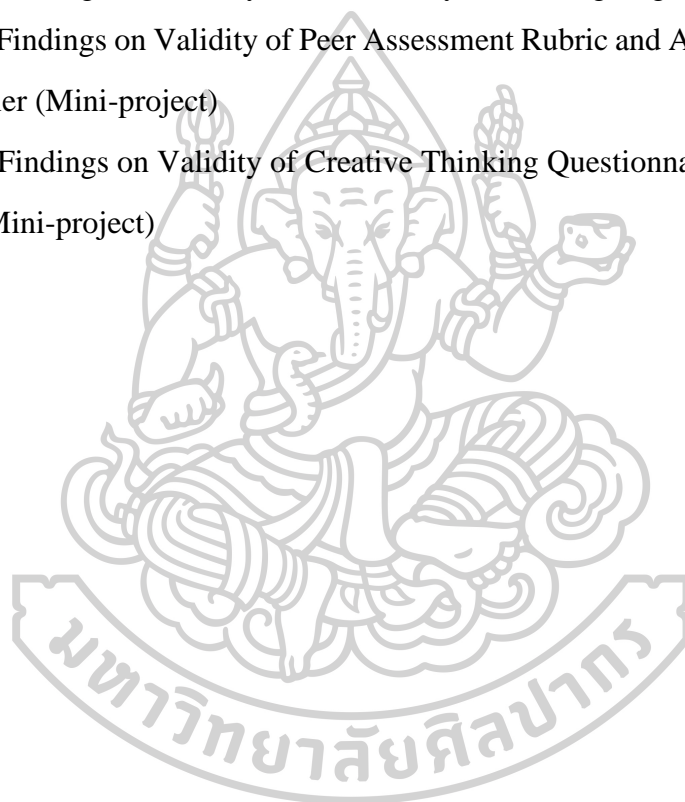 Findings on Validity of Peer Assessment Rubric and A
er (Mini-project)
Findings on Validity of Creative Thinking Questionna
Mini-project)
มหาวิทยาลัยศิลปากร